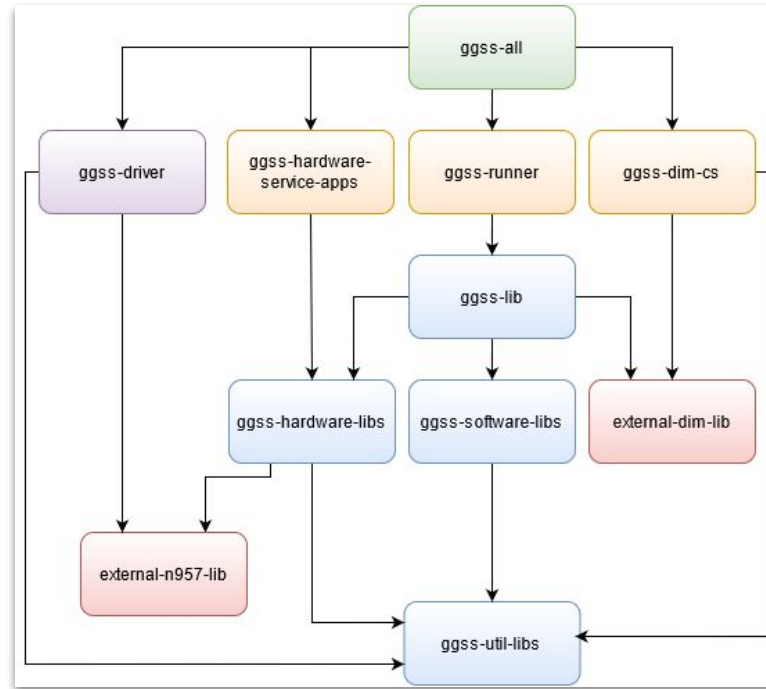 ggss-all
ggss-driver
ggss-hardware-
service-apps
ggss-runner
ggss-dim-cs
ggss-lib
ggss-hardware-libs
ggss-software-libs
external-dim-lib
external-n957-lib
ggss-util-libs